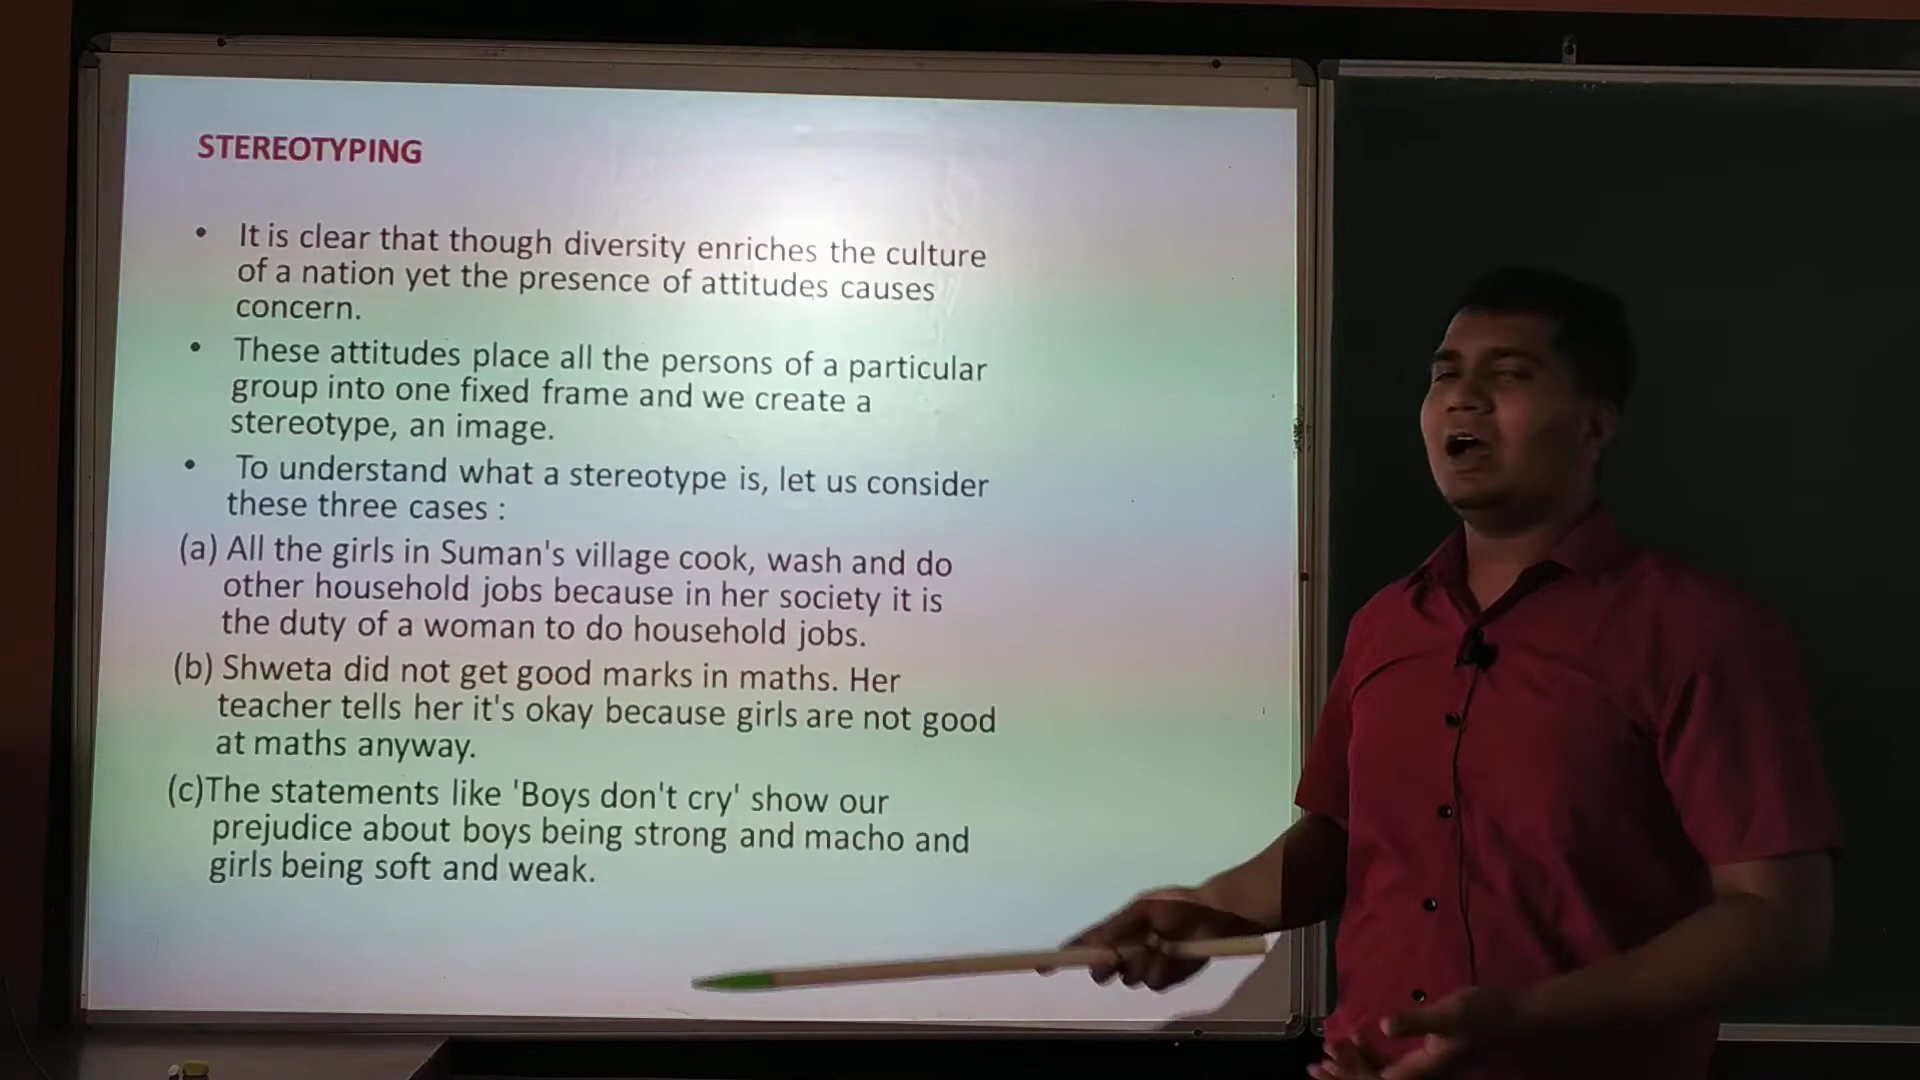 STEREOTYPING
• It is clear that though diversity enriches the culture
of a nation yet the presence of attitudes causes
concern.
• These attitudes place all the persons of a particular
group into one fixed frame and we create a
stereotype, an image.
• To understand what a stereotype is, let us consider
these three cases :
(a) All the girls in Suman's village cook, wash and do
other household jobs because in her society it is
the duty of a woman to do household jobs.
(b) Shweta did not get good marks in maths. Her
teacher tells her it's okay because girls are not good
at maths anyway.
(c)The statements like 'Boys don't cry' show our
prejudice about boys being strong and macho and
girls being soft and weak.